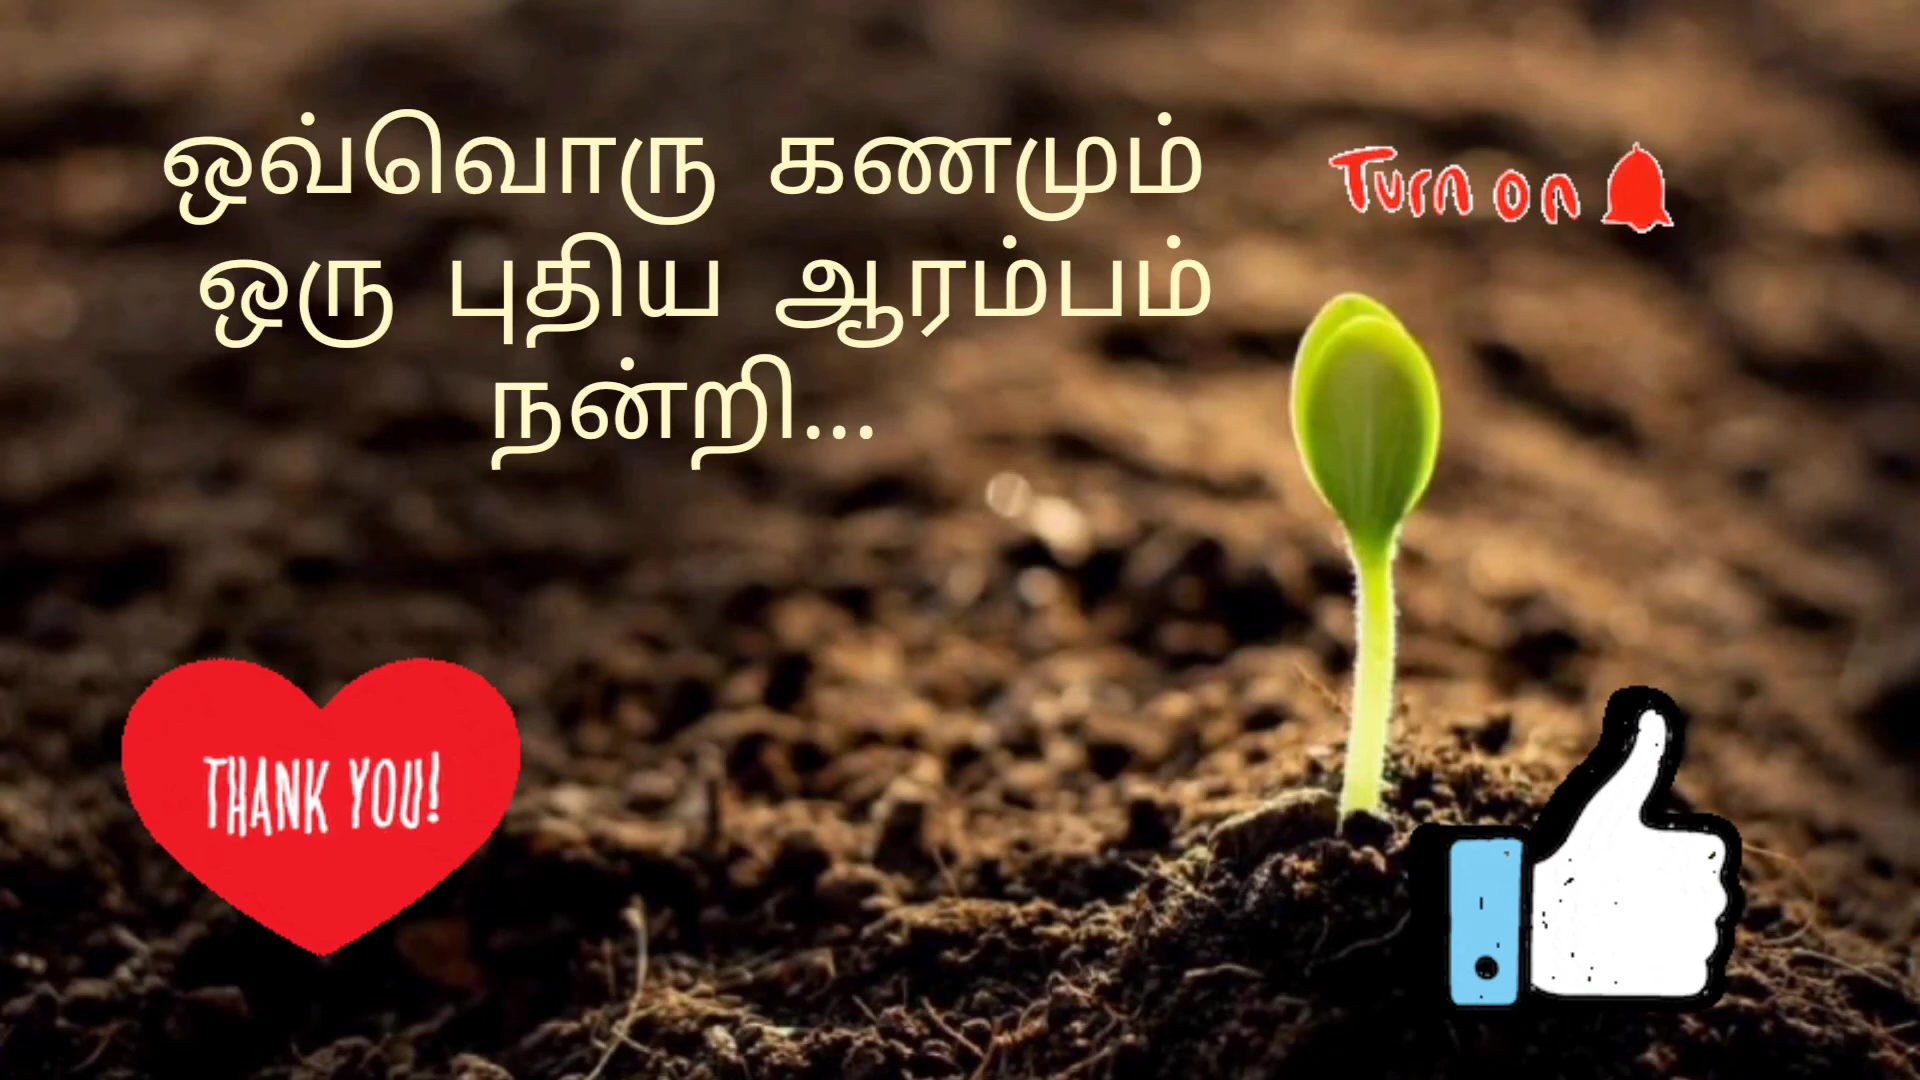 ஒவ்வொரு கணமும்
ஒரு புதிய ஆரம்பம்
நன்றி...
Turn on
THANK YOU!